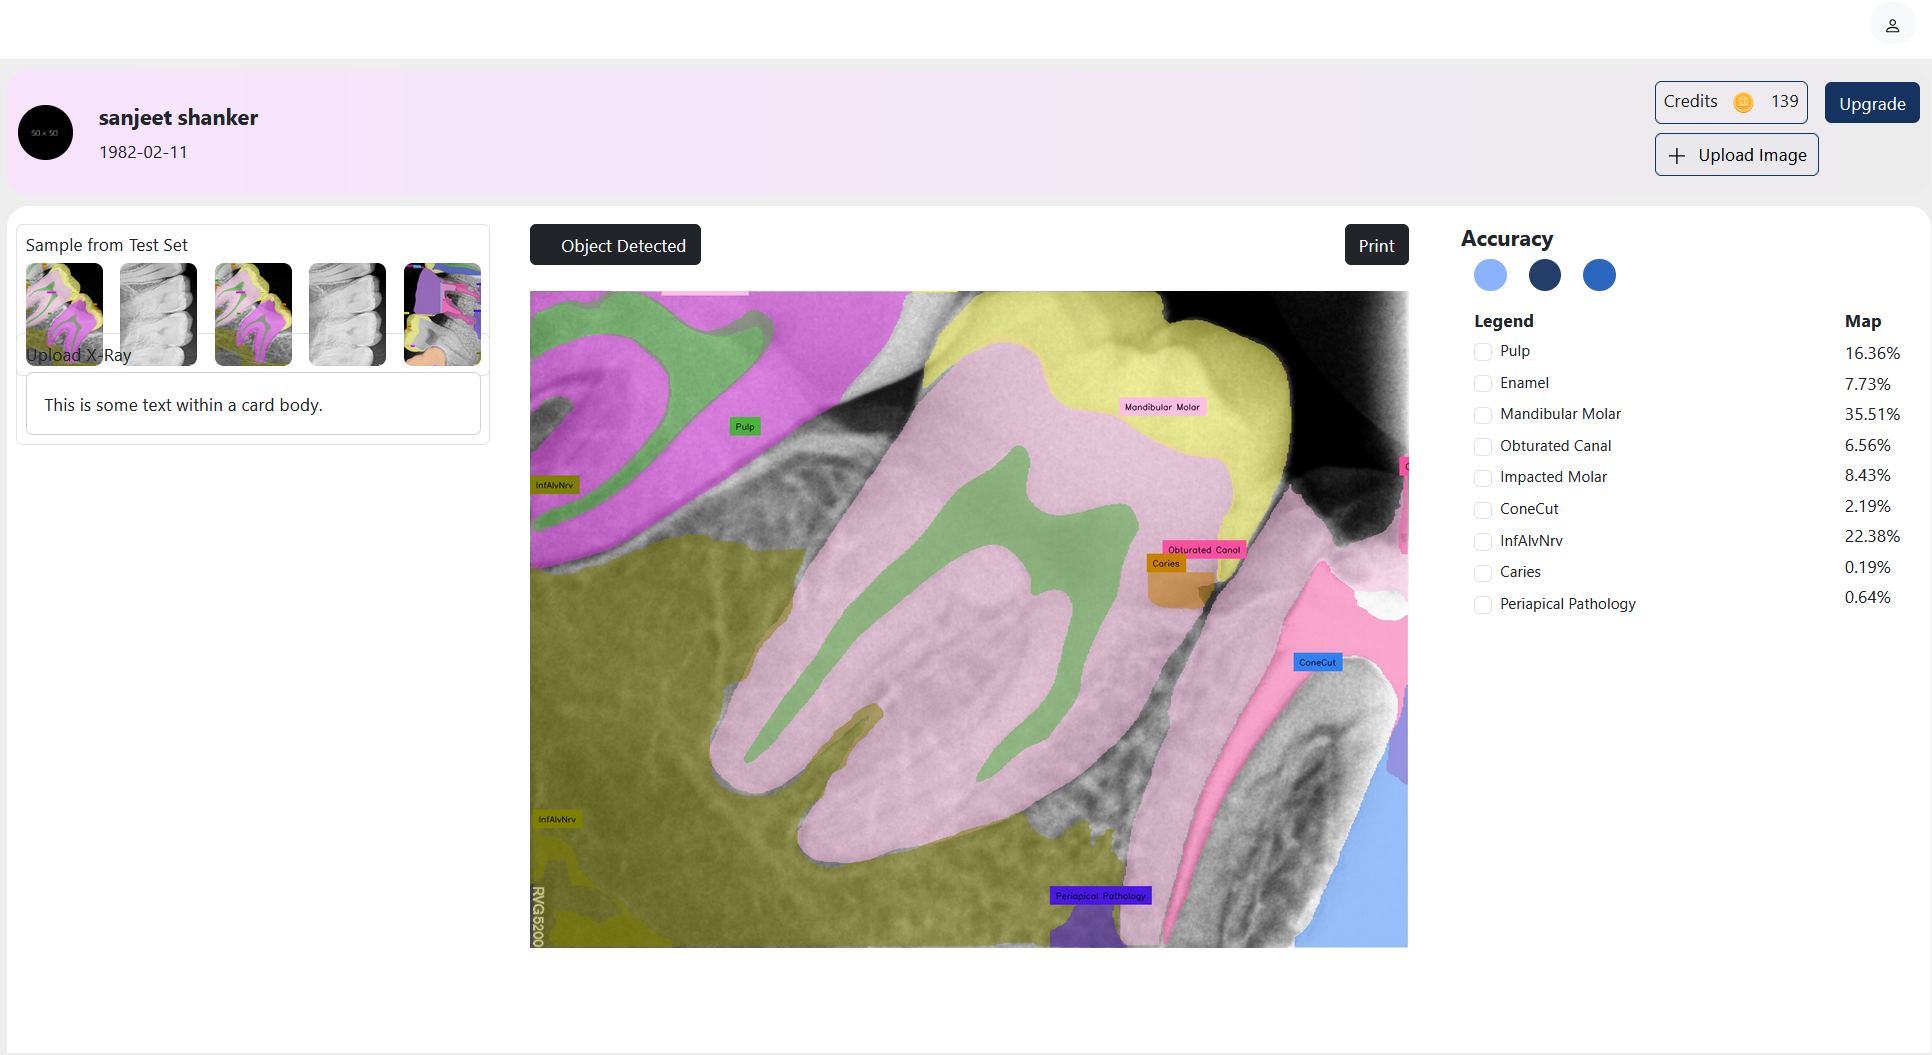 sanjeet shanker
1982-02-11
50 × 50
Credits 139
Upgrade
Upload Image
Sample from Test Set
Upload X-Ray
This is some text within a card body.
Object Detected
Print
Mandibular Molar
Pulp
InfAlvNrv
Obturated Canal
Caries
ConeCut
InfAlvNrv
Periapical Pathology
RVG5200
Accuracy
Legend Map
Pulp 16.36%
Enamel 7.73%
Mandibular Molar 35.51%
Obturated Canal 6.56%
Impacted Molar 8.43%
ConeCut 2.19%
InfAlvNrv 22.38%
Caries 0.19%
Periapical Pathology 0.64%